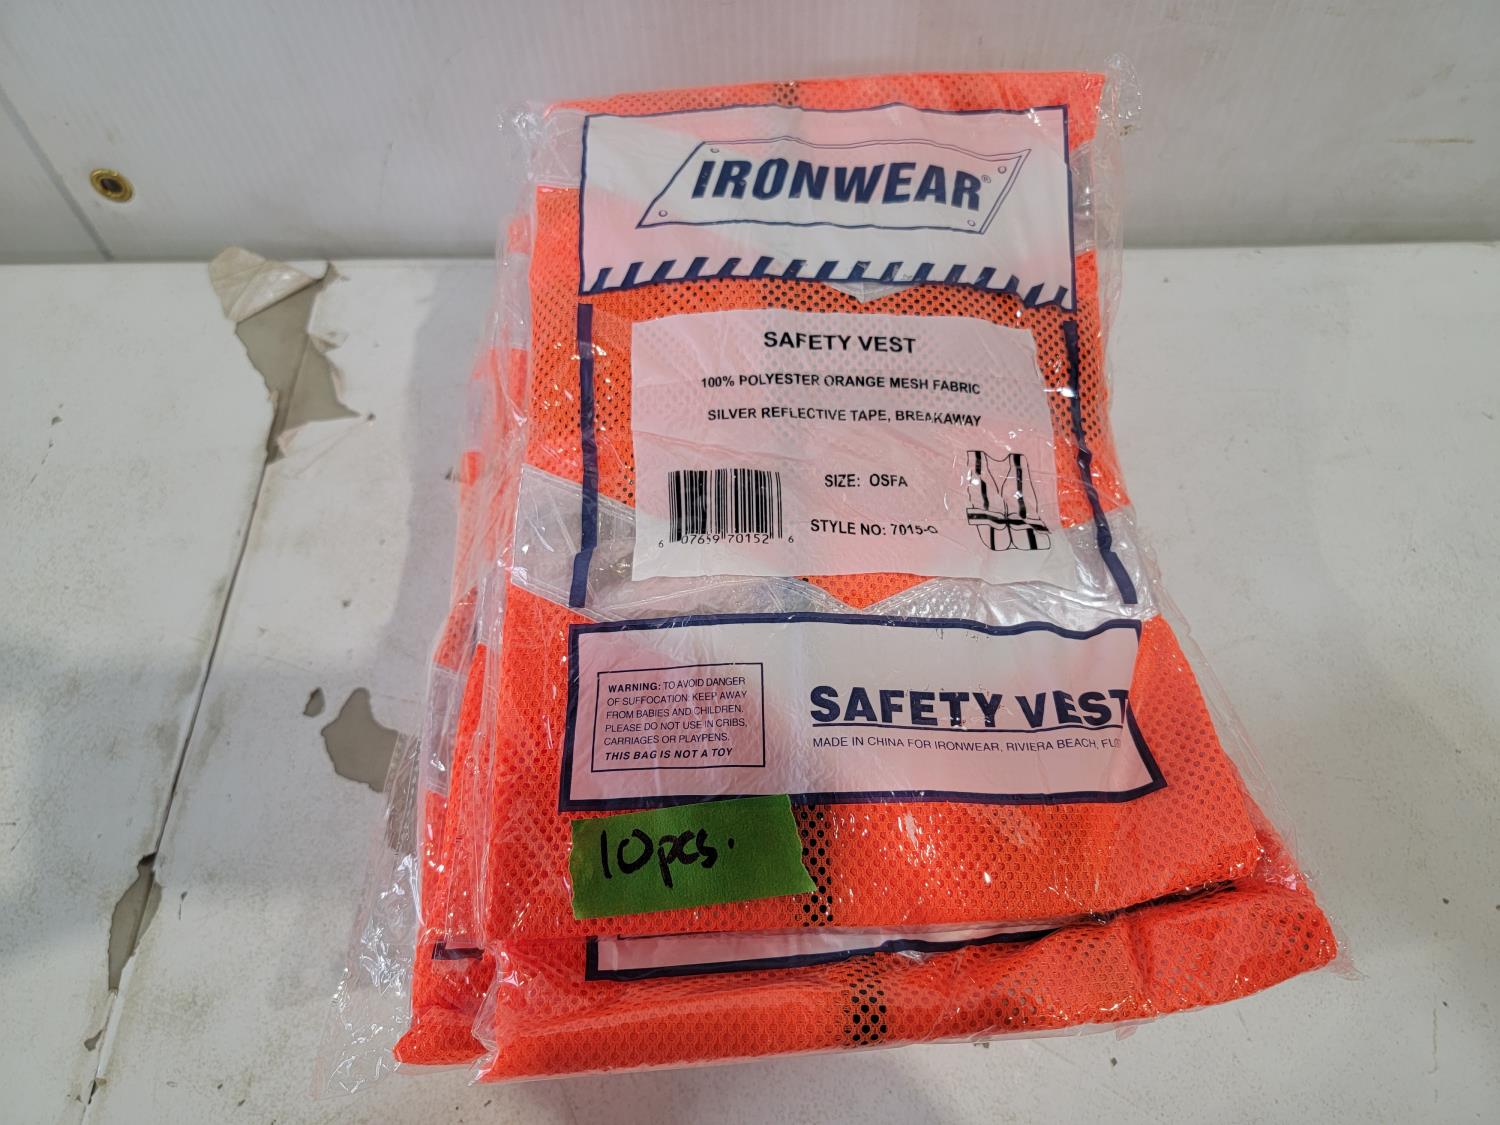 IRONWEAR®
SAFETY VEST
100% POLYESTER ORANGE MESH FABRIC
SILVER REFLECTIVE TAPE, BREAKAWAY
SIZE: OSFA
STYLE NO: 7015-O
6 07659 70152 6
WARNING: TO AVOID DANGER
OF SUFFOCATION KEEP AWAY
FROM BABIES AND CHILDREN.
PLEASE DO NOT USE IN CRIBS,
CARRIAGES OR PLAYPENS.
THIS BAG IS NOT A TOY
SAFETY VEST
MADE IN CHINA FOR IRONWEAR, RIVIERA BEACH,
10pcs.